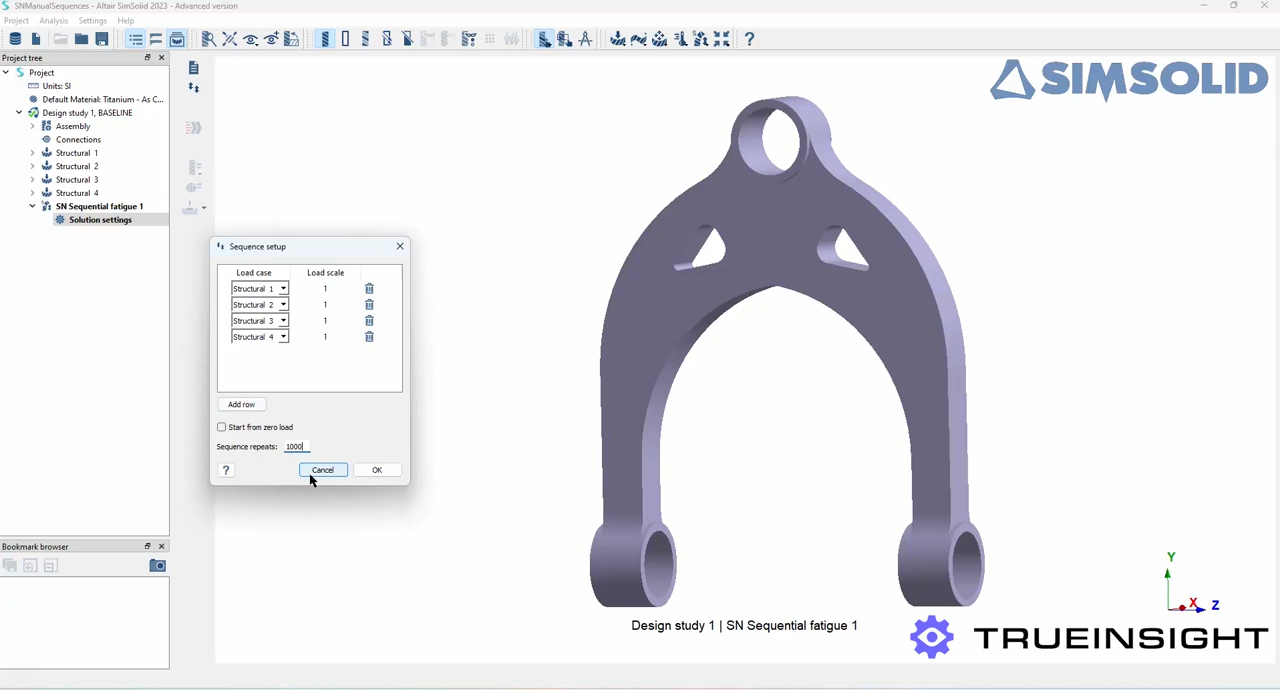 SNManualSequences - Altair SimSolid 2023 - Advanced version
Project Analysis Settings Help
Project tree
Project
Units: SI
Default Material: Titanium - As C...
Design study 1, BASELINE
Assembly
Connections
Structural 1
Structural 2
Structural 3
Structural 4
SN Sequential fatigue 1
Solution settings
Sequence setup
Load case Load scale
Structural 1 1
Structural 2 1
Structural 3 1
Structural 4 1
Add row
Start from zero load
Sequence repeats: 1000
? Cancel OK
Bookmark browser
SIMSOLID
Y
X Z
Design study 1 | SN Sequential fatigue 1
TRUEINSIGHT